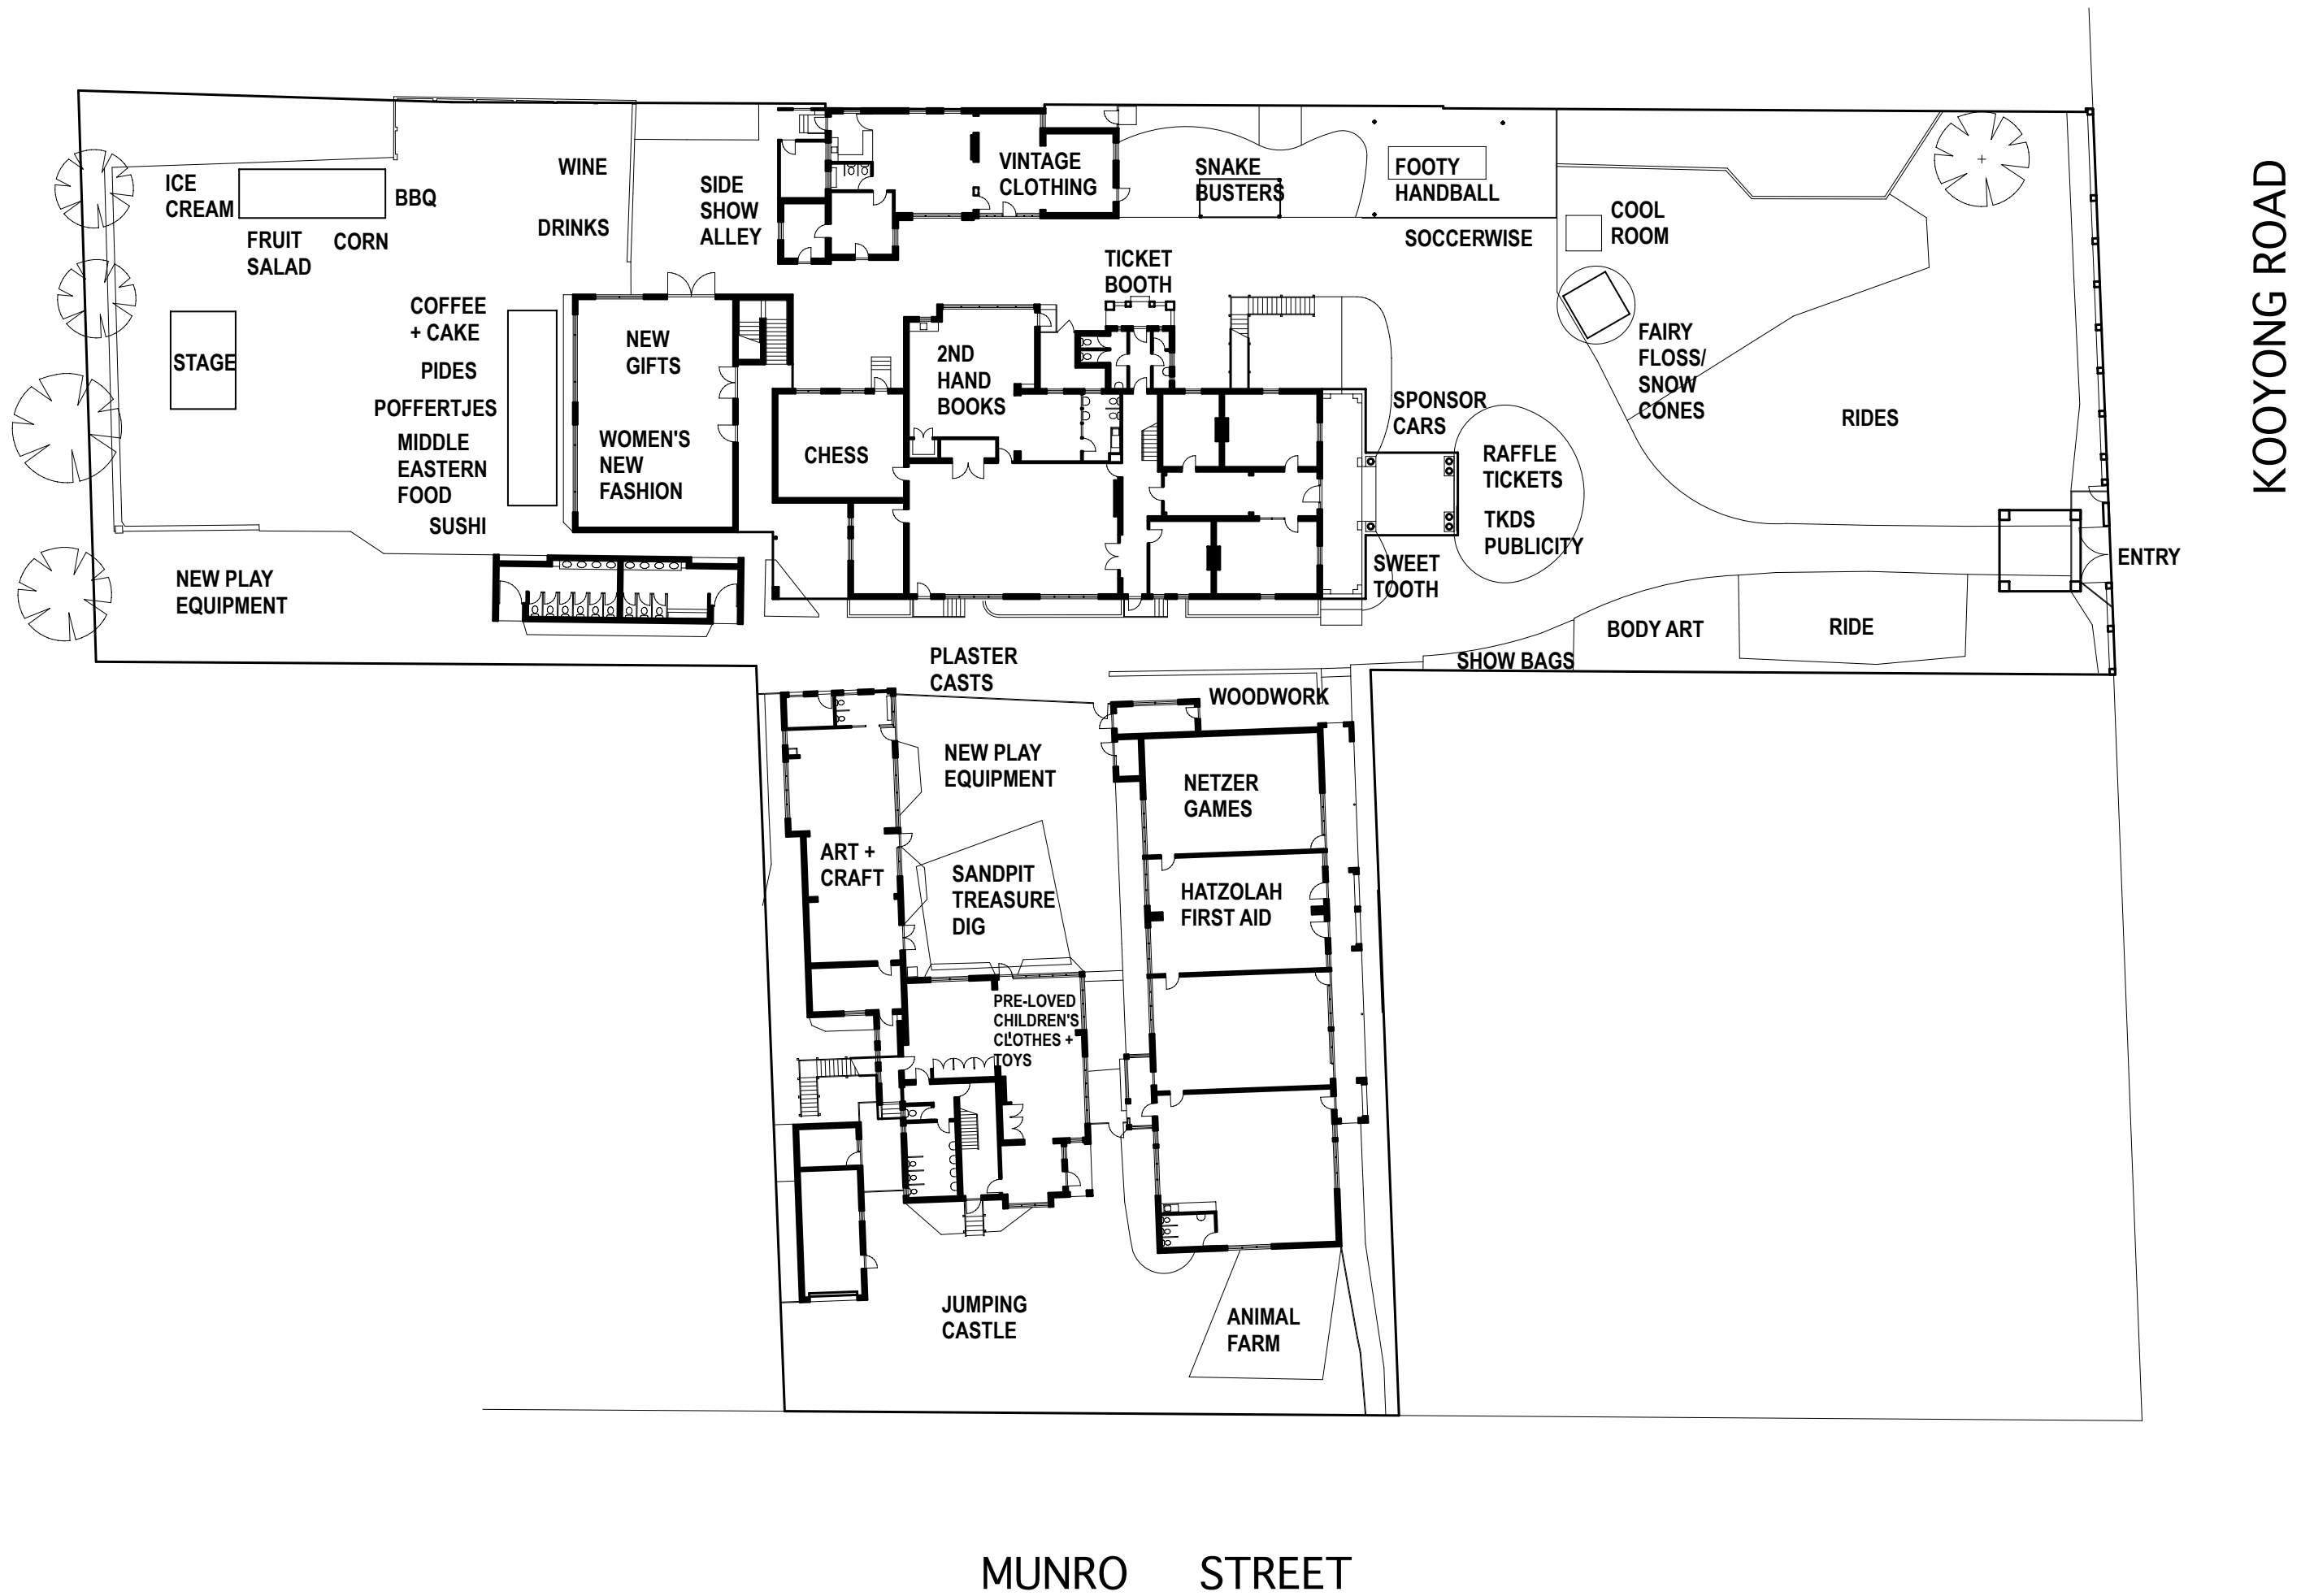 WINE
ICE
CREAM
BBQ
FRUIT
SALAD
CORN
DRINKS
SIDE
SHOW
ALLEY
VINTAGE
CLOTHING
SNAKE
BUSTERS
FOOTY
HANDBALL
SOCCERWISE
COOL
ROOM
TICKET
BOOTH
COFFEE
+ CAKE
PIDES
POFFERTJES
MIDDLE
EASTERN
FOOD
SUSHI
STAGE
NEW
GIFTS
WOMEN'S
NEW
FASHION
2ND
HAND
BOOKS
CHESS
SPONSOR
CARS
RAFFLE
TICKETS
TKDS
PUBLICITY
SWEET
TOOTH
FAIRY
FLOSS/
SNOW
CONES
RIDES
KOOYONG ROAD
ENTRY
NEW PLAY
EQUIPMENT
BODY ART
RIDE
SHOW BAGS
PLASTER
CASTS
WOODWORK
NEW PLAY
EQUIPMENT
NETZER
GAMES
ART +
CRAFT
SANDPIT
TREASURE
DIG
HATZOLAH
FIRST AID
PRE-LOVED
CHILDREN'S
CLOTHES +
TOYS
JUMPING
CASTLE
ANIMAL
FARM
MUNRO STREET